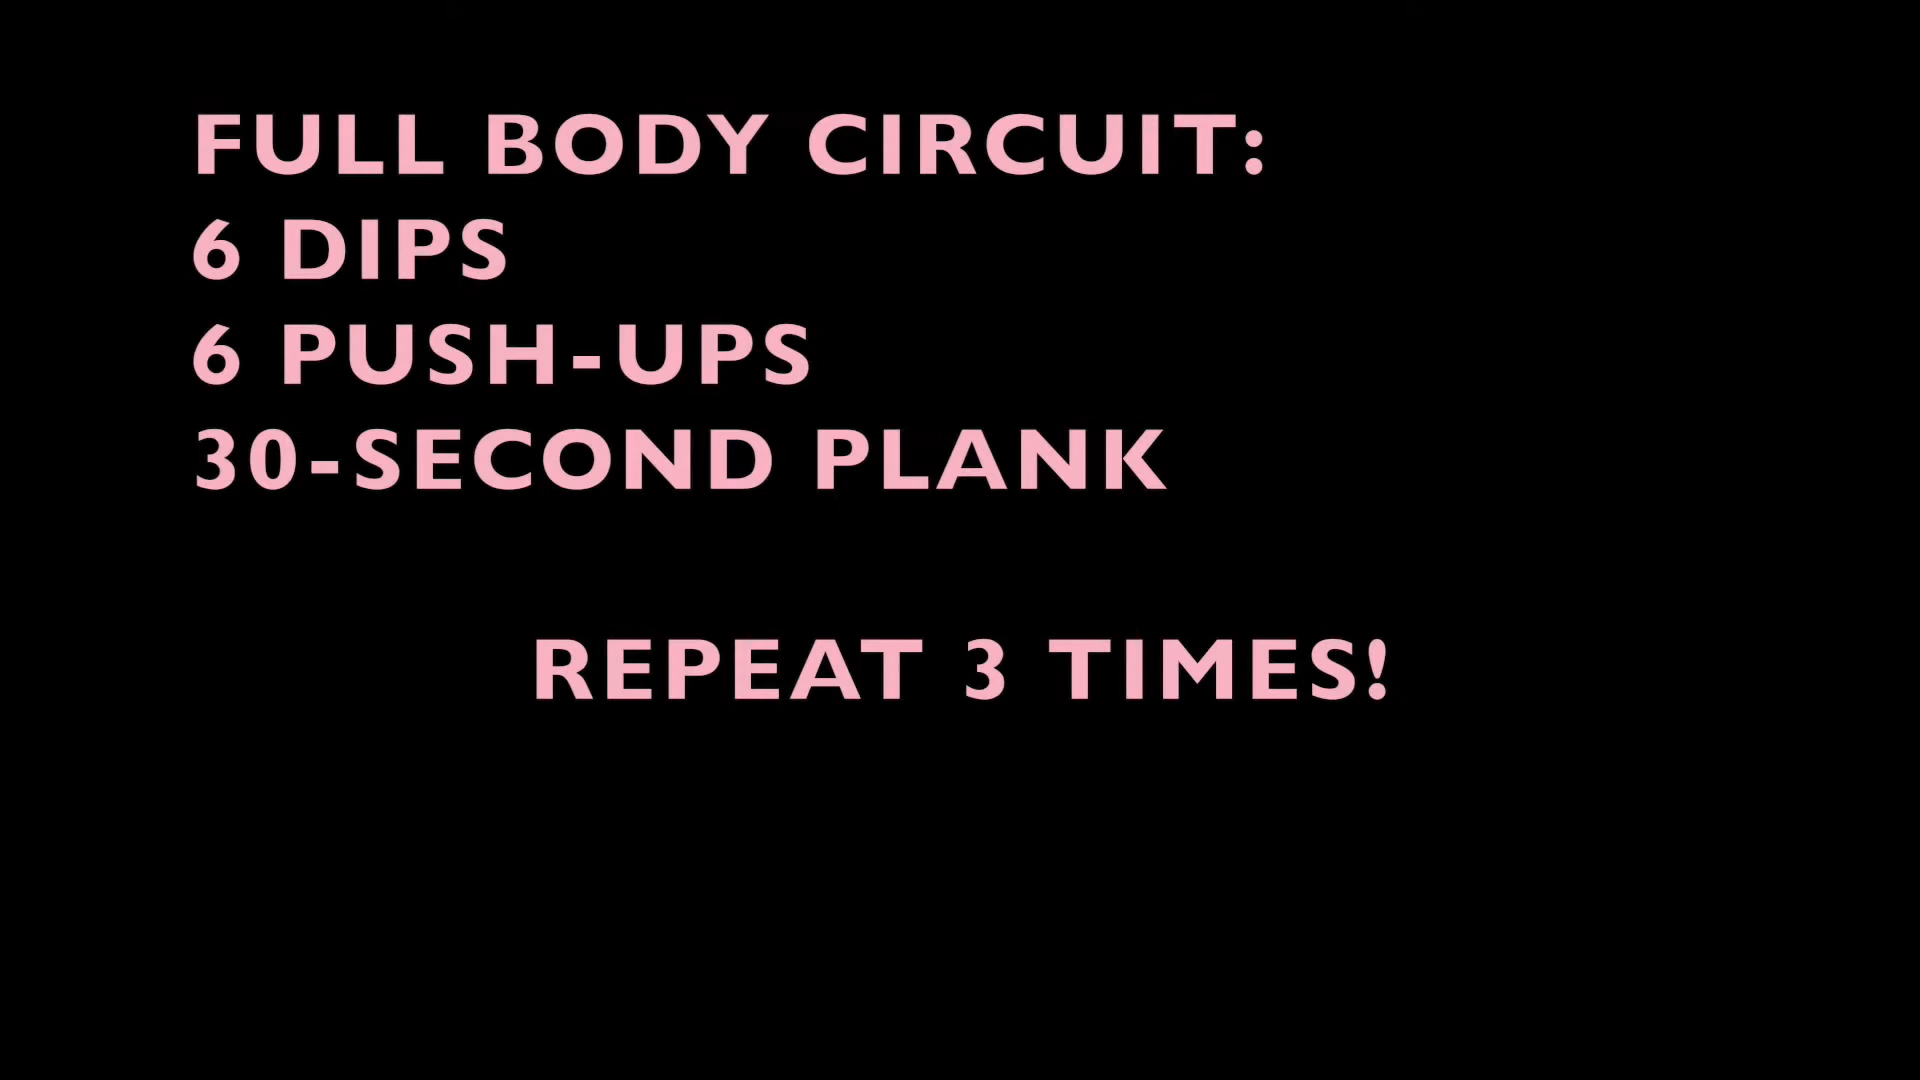 FULL BODY CIRCUIT:
6 DIPS
6 PUSH-UPS
30-SECOND PLANK
REPEAT 3 TIMES!